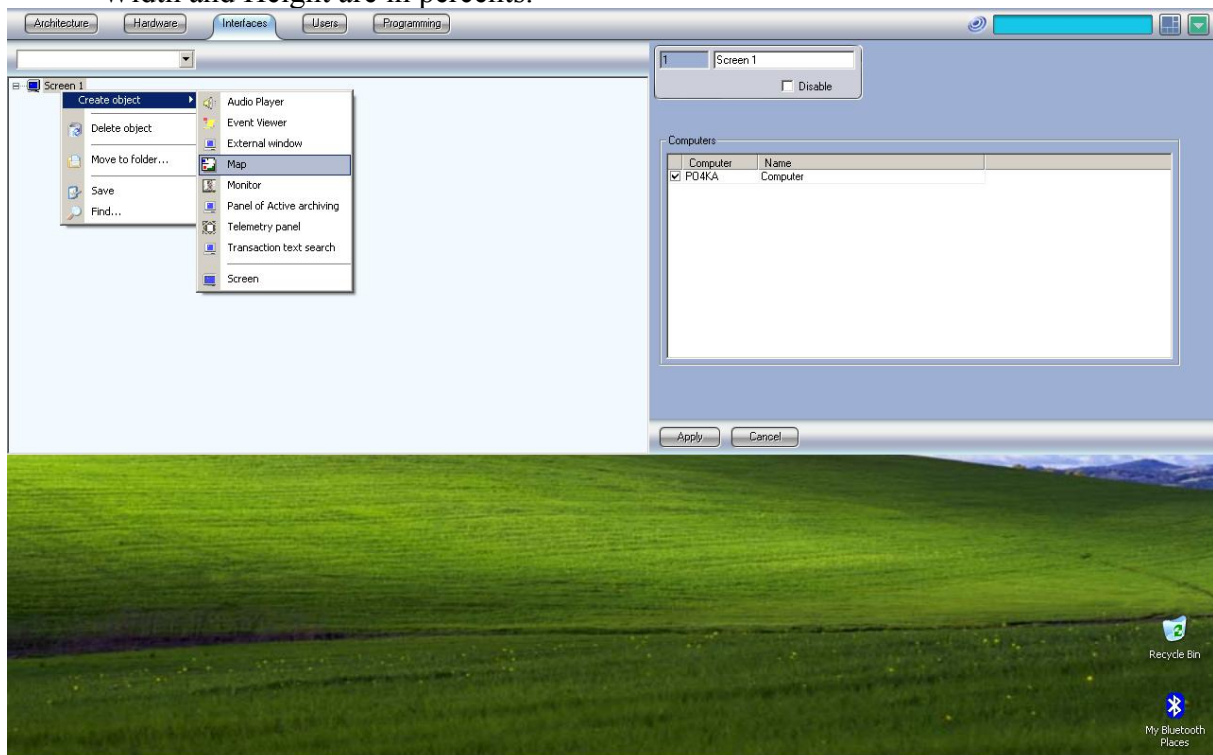 Width and Height are in percents.
Architecture Hardware Interfaces Users Programming
1 Screen 1
Disable
Screen 1
Create object
Delete object
Move to folder...
Save
Find...
Audio Player
Event Viewer
External window
Map
Monitor
Panel of Active archiving
Telemetry panel
Transaction text search
Screen
Computers
Computer Name
PO4KA Computer
Apply Cancel
Recycle Bin
My Bluetooth
Places